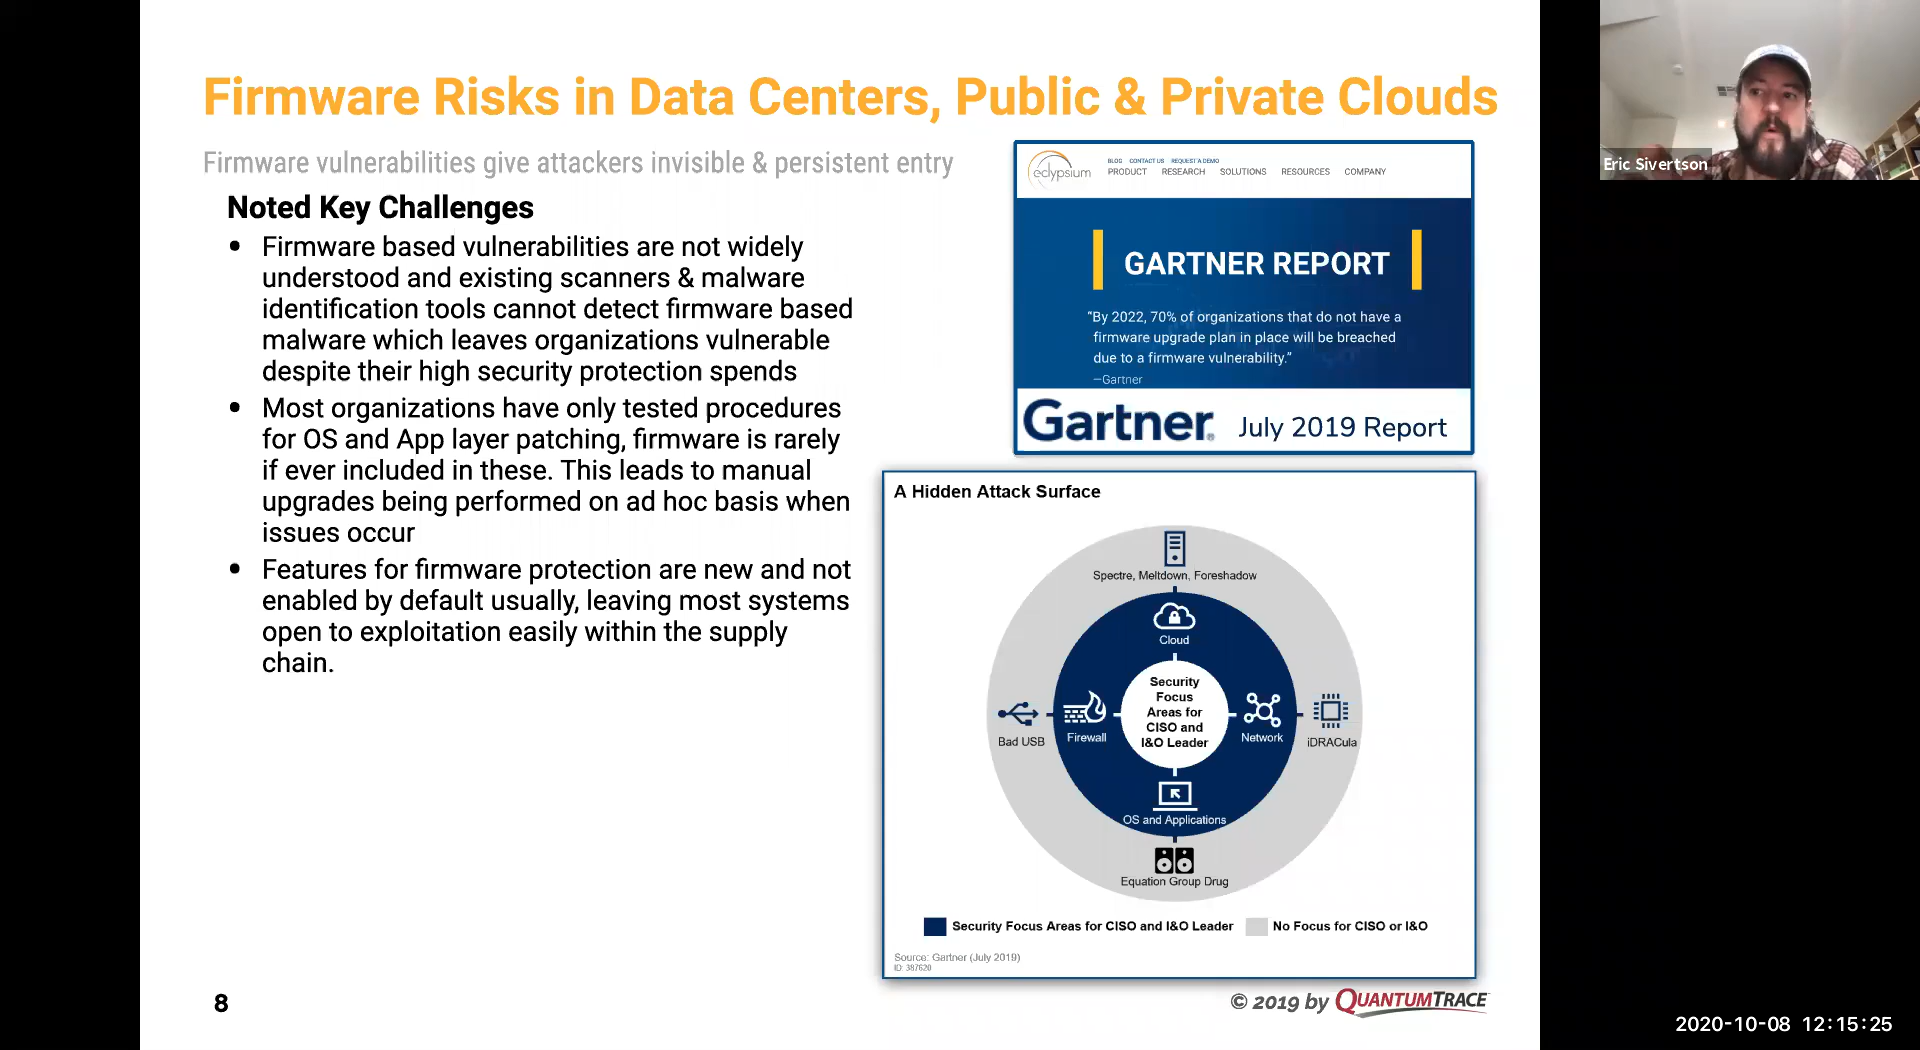 Firmware Risks in Data Centers, Public & Private Clouds
Firmware vulnerabilities give attackers invisible & persistent entry
Noted Key Challenges
• Firmware based vulnerabilities are not widely
understood and existing scanners & malware
identification tools cannot detect firmware based
malware which leaves organizations vulnerable
despite their high security protection spends
• Most organizations have only tested procedures
for OS and App layer patching, firmware is rarely
if ever included in these. This leads to manual
upgrades being performed on ad hoc basis when
issues occur
• Features for firmware protection are new and not
enabled by default usually, leaving most systems
open to exploitation easily within the supply
chain.
eclypsium
BLOG CONTACT US REQUEST A DEMO
PRODUCT RESEARCH SOLUTIONS RESOURCES COMPANY
GARTNER REPORT
"By 2022, 70% of organizations that do not have a
firmware upgrade plan in place will be breached
due to a firmware vulnerability."
—Gartner
Gartner® July 2019 Report
A Hidden Attack Surface
Spectre, Meltdown, Foreshadow
Cloud
Security
Focus
Areas for
CISO and
I&O Leader
Bad USB
Firewall
Network
iDRACula
OS and Applications
Equation Group Drug
Security Focus Areas for CISO and I&O Leader
No Focus for CISO or I&O
Source: Gartner (July 2019)
ID: 387620
8
© 2019 by QUANTUMTRACE
Eric Sivertson
2020-10-08 12:15:25